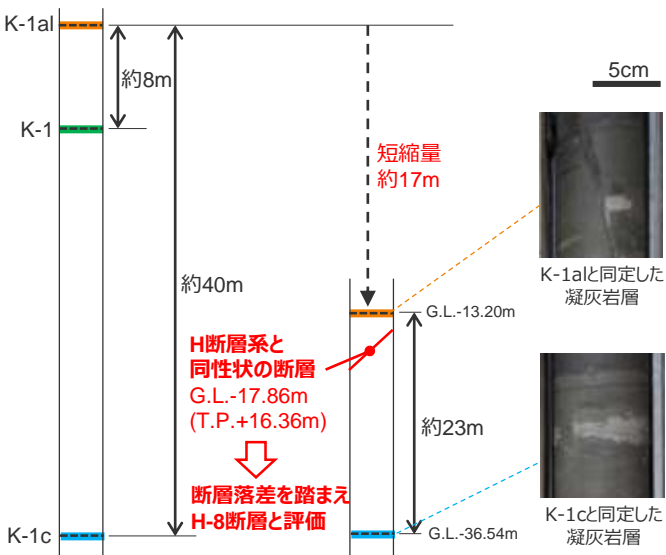 K-1al
約8m
K-1
約40m
K-1c
短縮量
約17m
H断層系と
同性状の断層
G.L.-17.86m
(T.P.+16.36m)
断層落差を踏まえ
H-8断層と評価
G.L.-13.20m
約23m
G.L.-36.54m
5cm
K-1alと同定した
凝灰岩層
K-1cと同定した
凝灰岩層